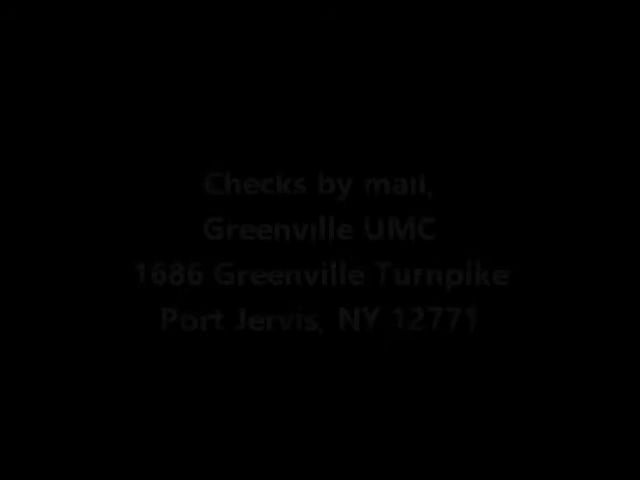 Checks by mail,
Greenville UMC
1686 Greenville Turnpike
Port Jervis, NY 12771